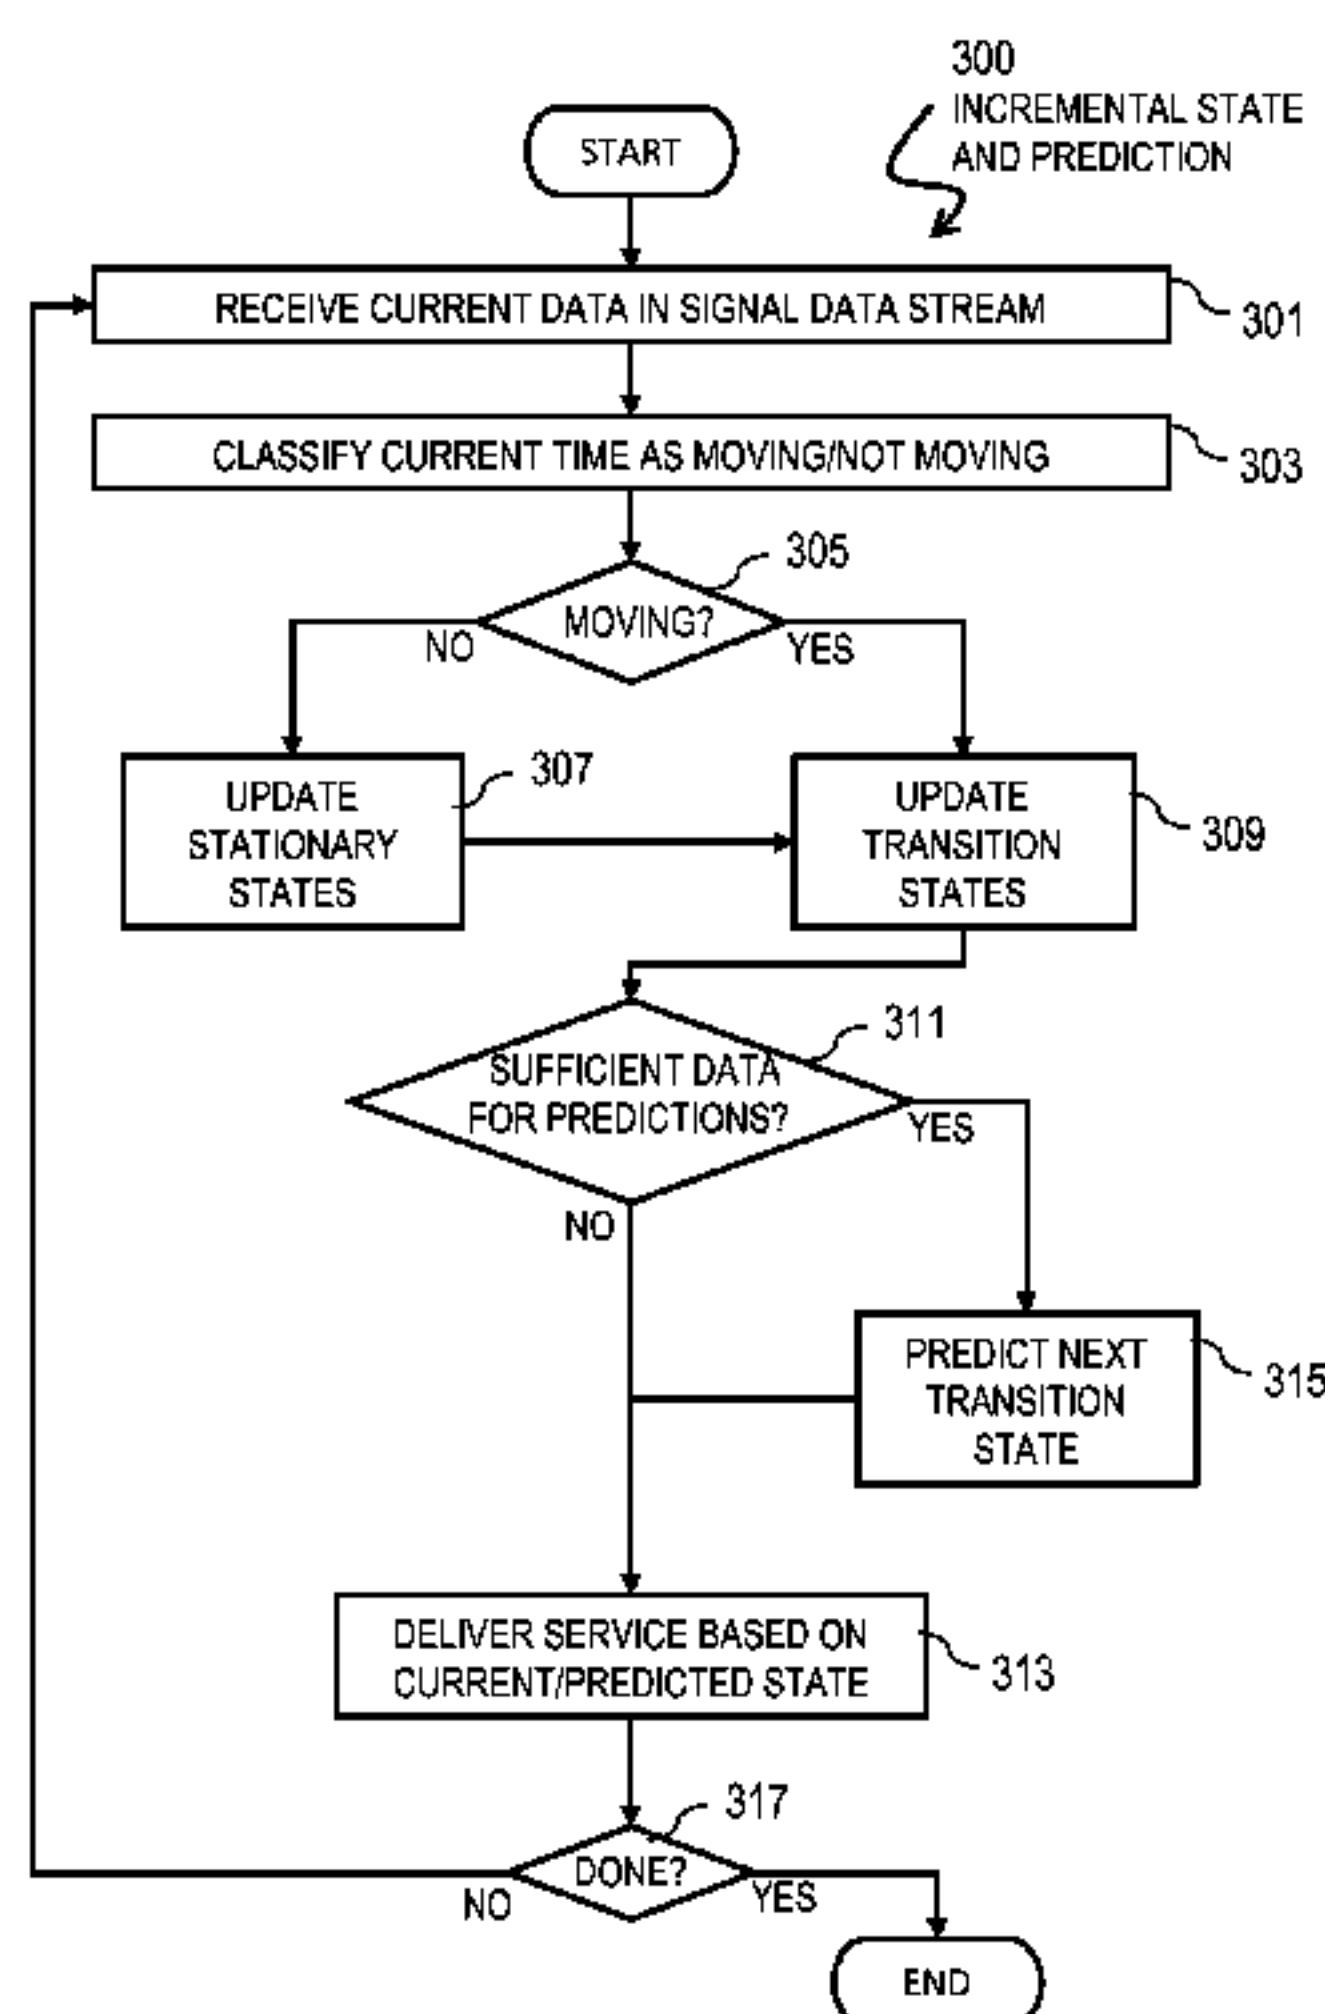 300
INCREMENTAL STATE
AND PREDICTION
START
RECEIVE CURRENT DATA IN SIGNAL DATA STREAM
301
CLASSIFY CURRENT TIME AS MOVING/NOT MOVING
303
305
MOVING?
NO
YES
307
UPDATE
STATIONARY
STATES
UPDATE
TRANSITION
STATES
309
311
SUFFICIENT DATA
FOR PREDICTIONS?
YES
NO
PREDICT NEXT
TRANSITION
STATE
315
DELIVER SERVICE BASED ON
CURRENT/PREDICTED STATE
313
317
DONE?
NO
YES
END